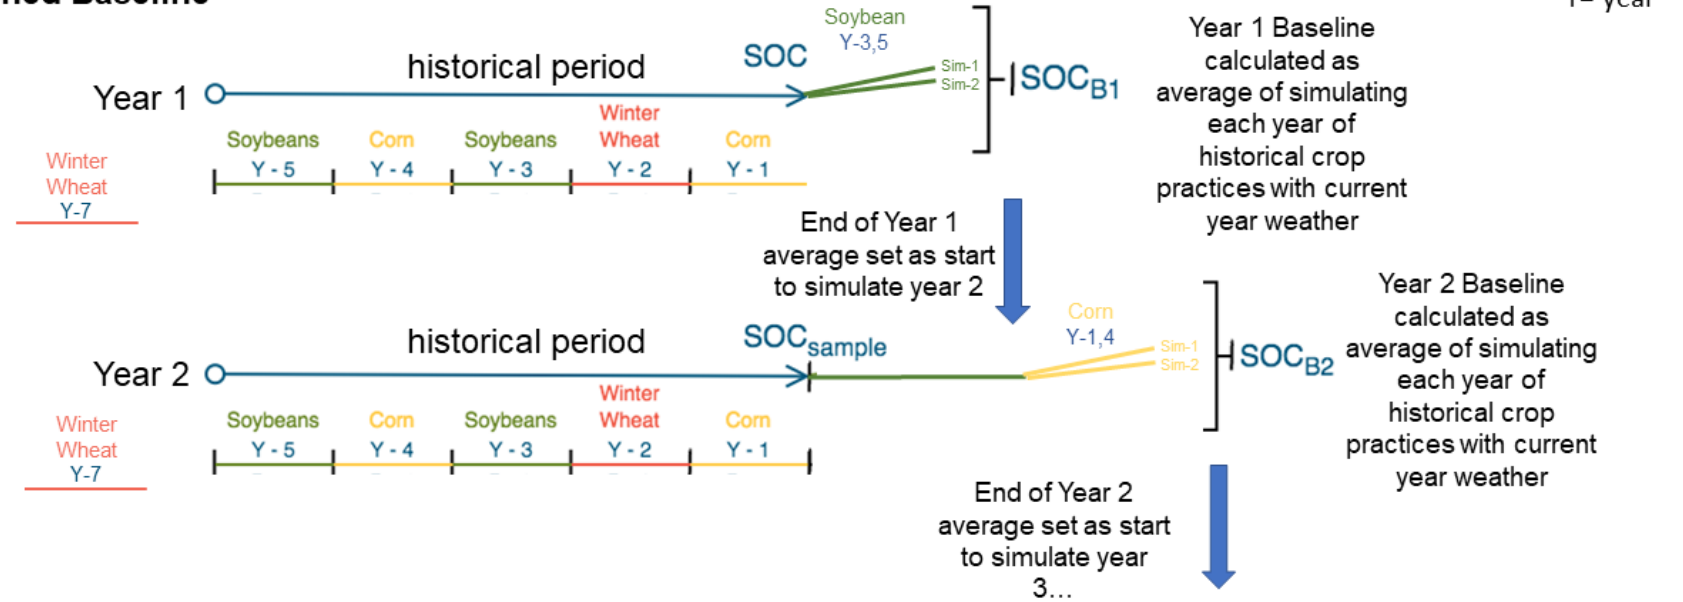 Soybean
Y-3,5
SOC
historical period
Year 1
Sim-1
Sim-2
SOCB1
Year 1 Baseline
calculated as
average of simulating
each year of
historical crop
practices with current
year weather
Soybeans
Y - 5
Corn
Y - 4
Soybeans
Y - 3
Winter
Wheat
Y - 2
Corn
Y - 1
Winter
Wheat
Y-7
End of Year 1
average set as start
to simulate year 2
Corn
Y-1,4
SOCsample
historical period
Year 2
Sim-1
Sim-2
SOCB2
Year 2 Baseline
calculated as
average of simulating
each year of
historical crop
practices with current
year weather
Soybeans
Y - 5
Corn
Y - 4
Soybeans
Y - 3
Winter
Wheat
Y - 2
Corn
Y - 1
Winter
Wheat
Y-7
End of Year 2
average set as start
to simulate year
3...